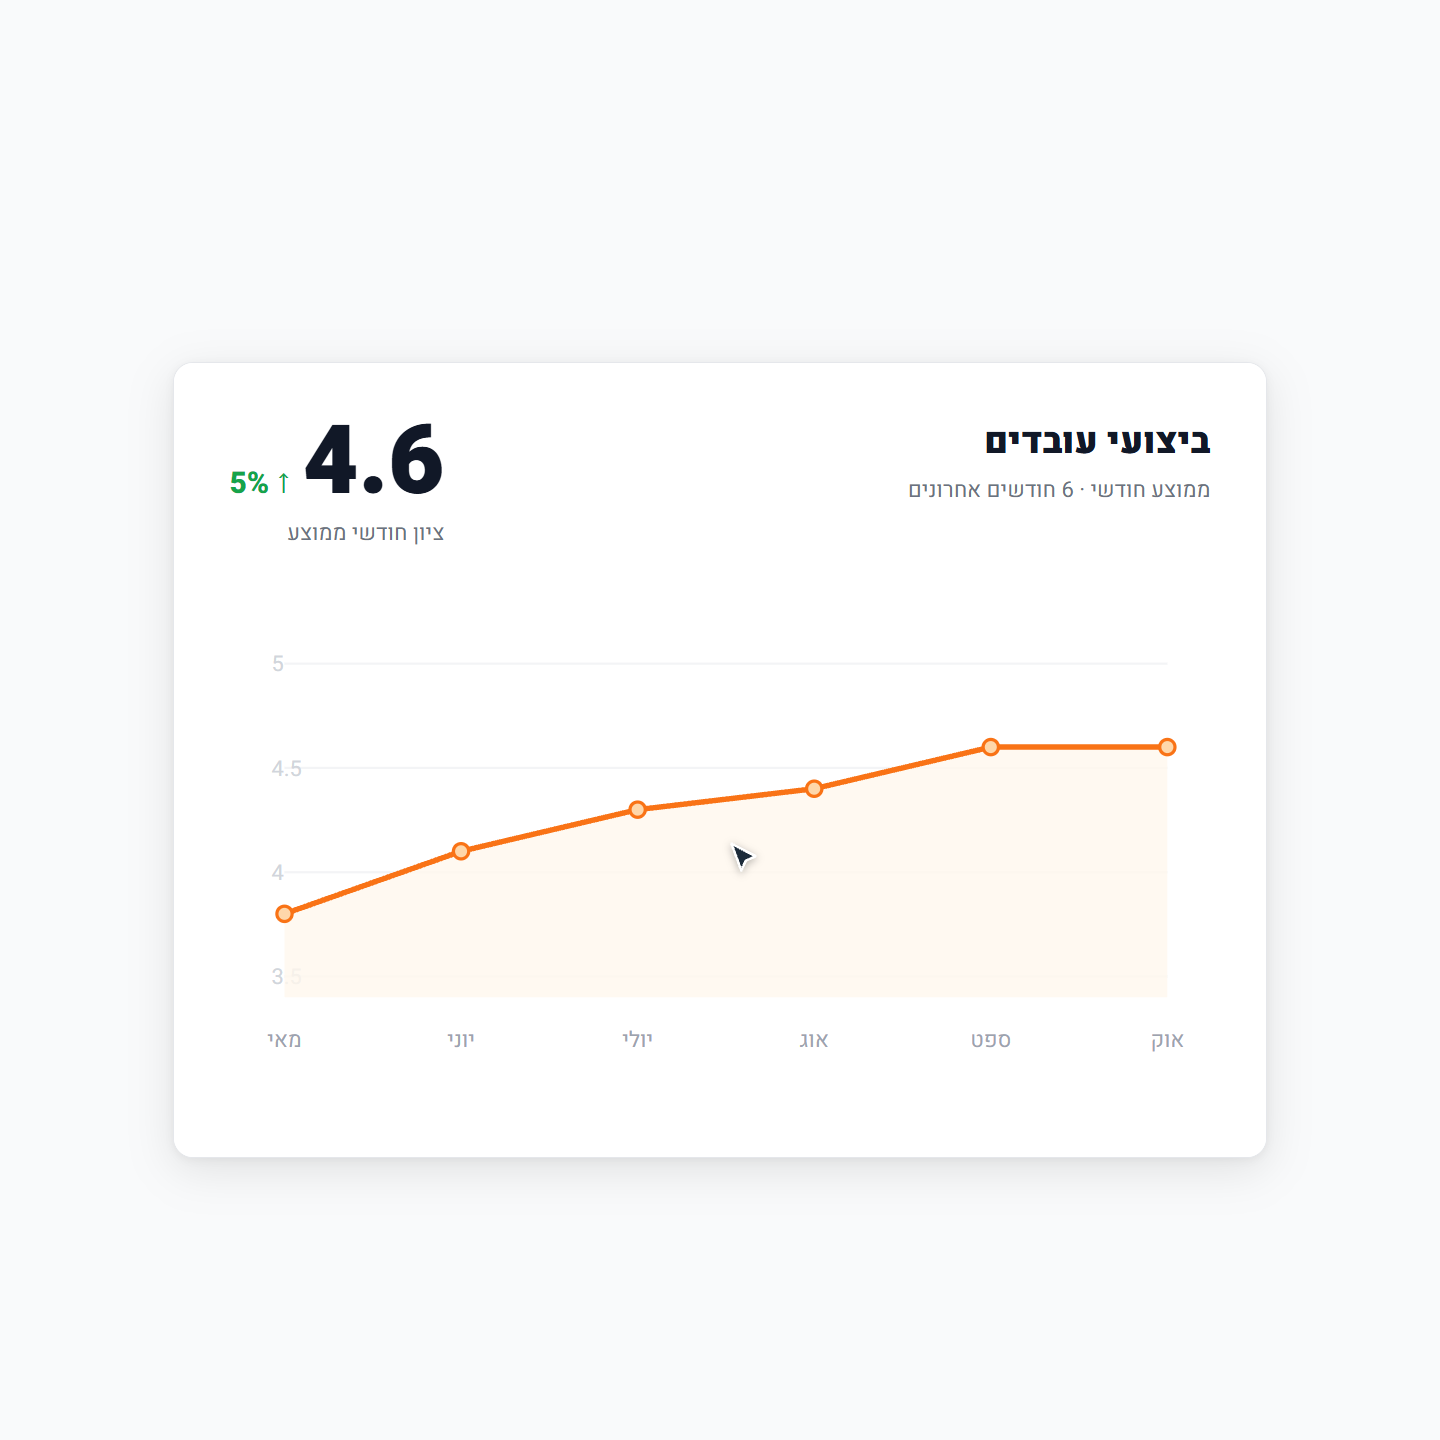 ביצועי עובדים
ממוצע חודשי · 6 חודשים אחרונים
4.6 ↑ 5%
ציון חודשי ממוצע
5
4.5
4
3.5
מאי יוני יולי אוג ספט אוק